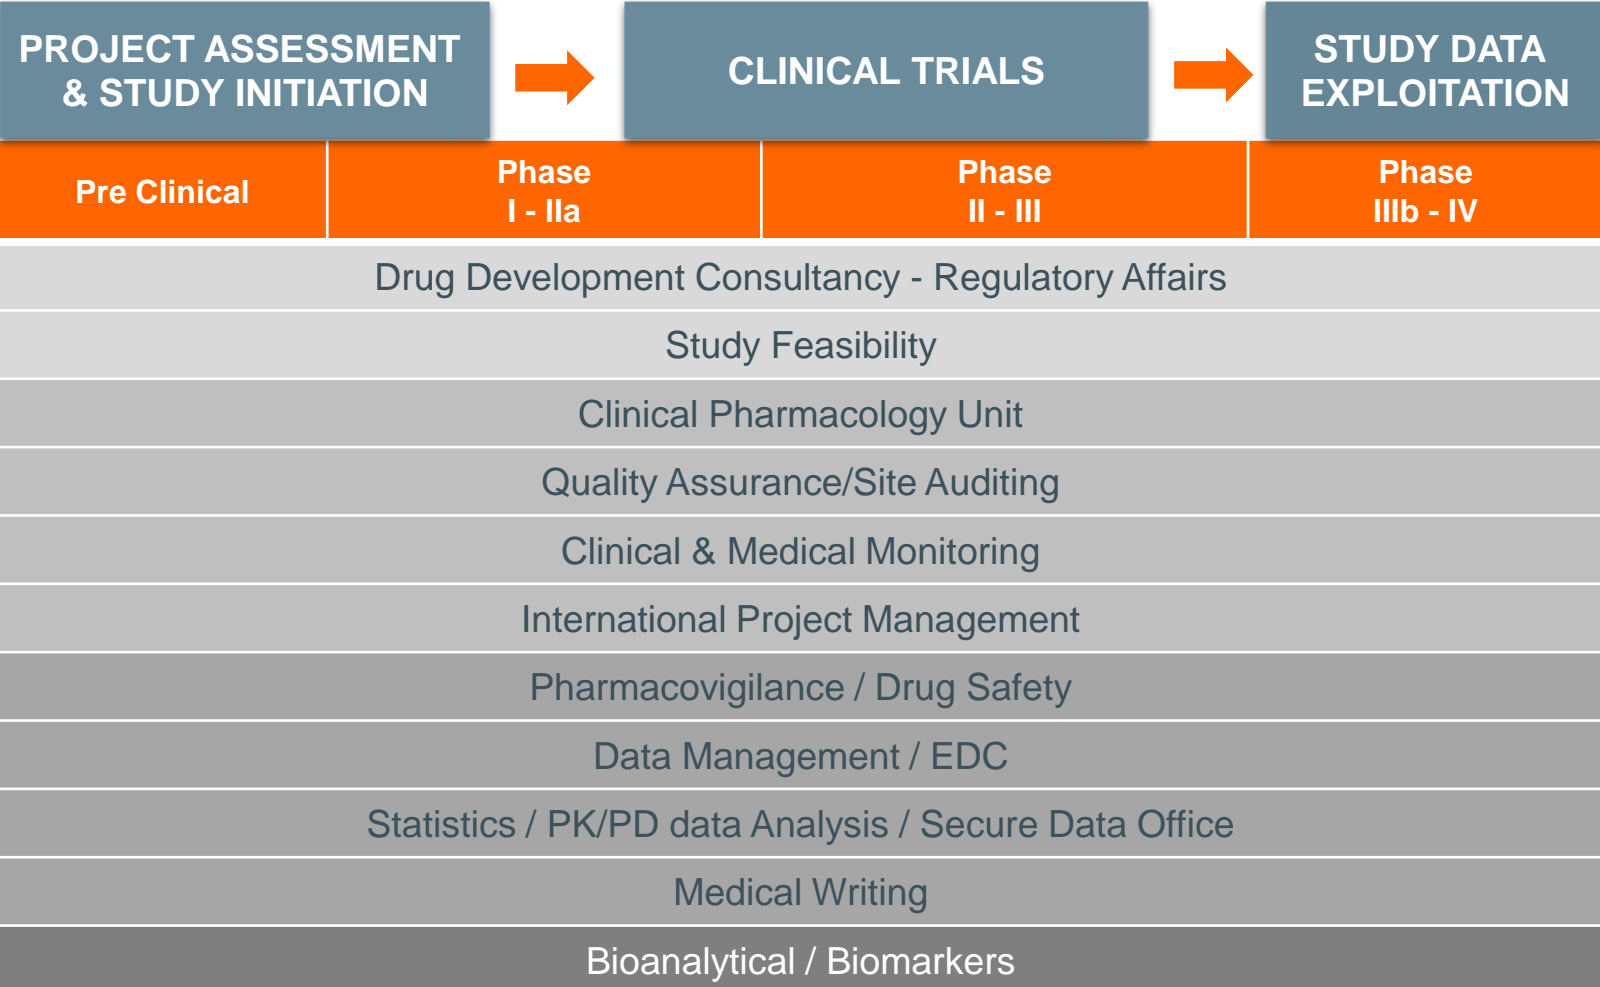 PROJECT ASSESSMENT
& STUDY INITIATION
CLINICAL TRIALS
STUDY DATA
EXPLOITATION
Pre Clinical
Phase
I - IIa
Phase
II - III
Phase
IIIb - IV
Drug Development Consultancy - Regulatory Affairs
Study Feasibility
Clinical Pharmacology Unit
Quality Assurance/Site Auditing
Clinical & Medical Monitoring
International Project Management
Pharmacovigilance / Drug Safety
Data Management / EDC
Statistics / PK/PD data Analysis / Secure Data Office
Medical Writing
Bioanalytical / Biomarkers